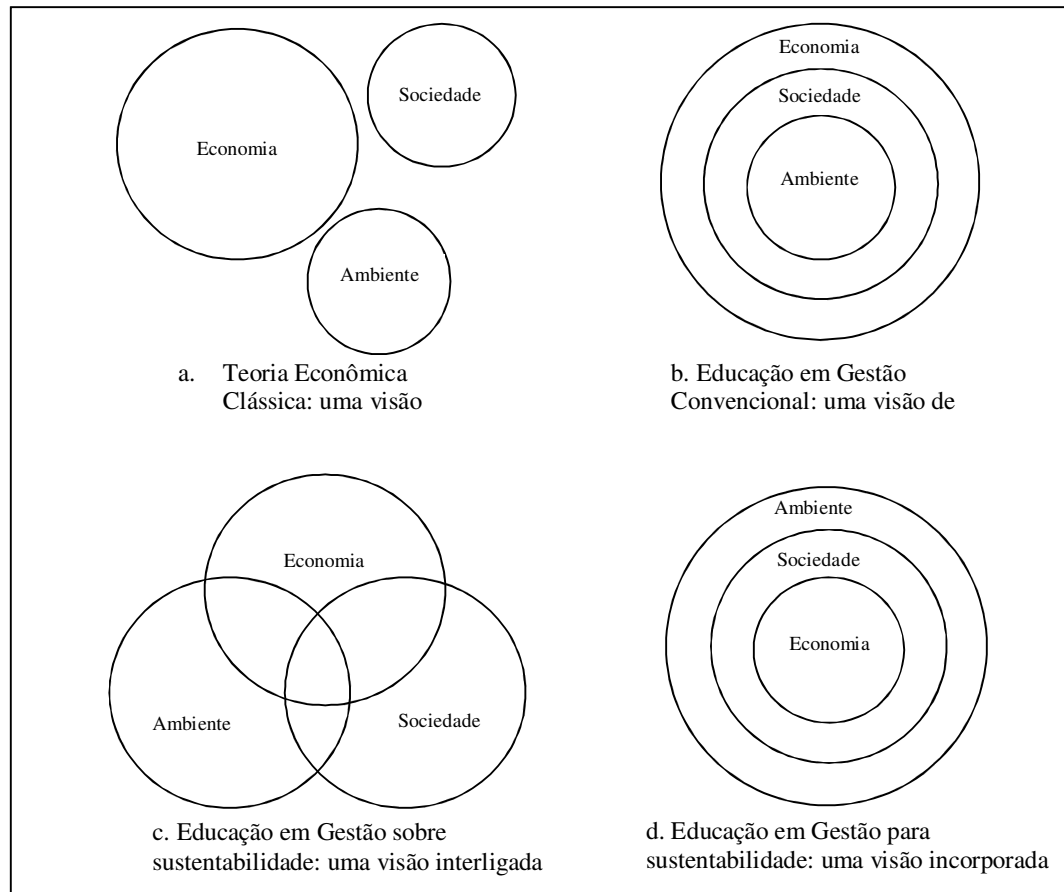 Economia
Sociedade
Ambiente
a. Teoria Econômica
Clássica: uma visão
Economia
Sociedade
Ambiente
b. Educação em Gestão
Convencional: uma visão de
Economia
Ambiente
Sociedade
c. Educação em Gestão sobre
sustentabilidade: uma visão interligada
Ambiente
Sociedade
Economia
d. Educação em Gestão para
sustentabilidade: uma visão incorporada